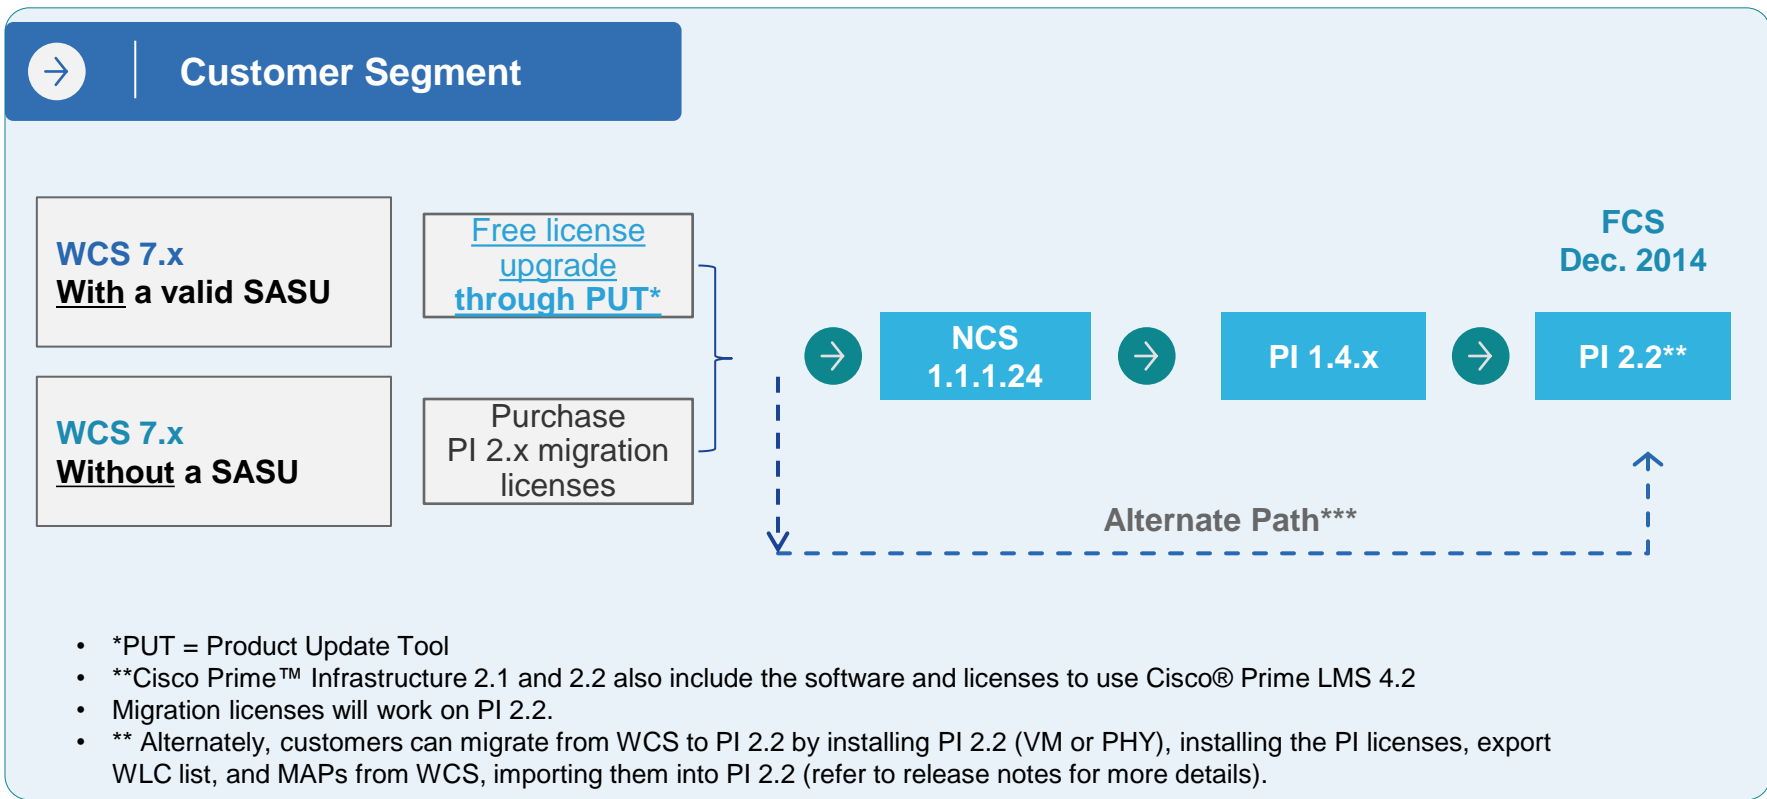 Customer Segment
WCS 7.x
With a valid SASU
Free license
upgrade
through PUT*
WCS 7.x
Without a SASU
Purchase
PI 2.x migration
licenses
NCS
1.1.1.24
PI 1.4.x
FCS
Dec. 2014
PI 2.2**
Alternate Path***
• *PUT = Product Update Tool
• **Cisco Prime™ Infrastructure 2.1 and 2.2 also include the software and licenses to use Cisco® Prime LMS 4.2
• Migration licenses will work on PI 2.2.
• ** Alternately, customers can migrate from WCS to PI 2.2 by installing PI 2.2 (VM or PHY), installing the PI licenses, export
WLC list, and MAPs from WCS, importing them into PI 2.2 (refer to release notes for more details).